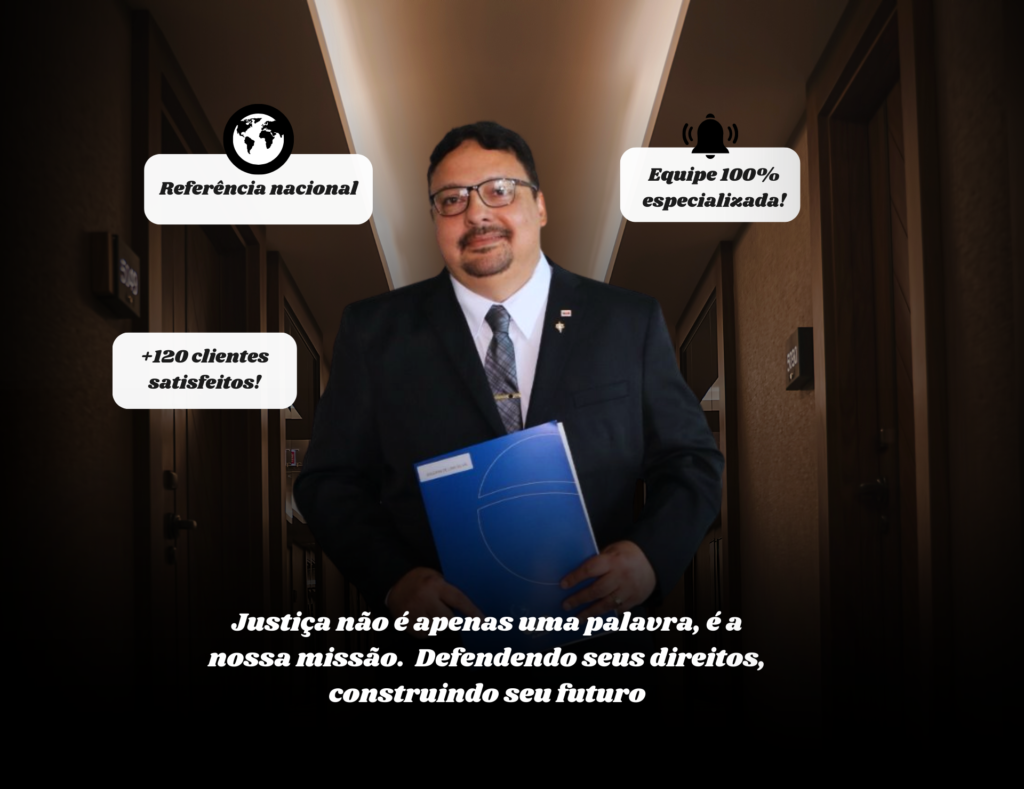 Referência nacional
Equipe 100%
especializada!
+120 clientes
satisfeitos!
Justiça não é apenas uma palavra, é a
nossa missão. Defendendo seus direitos,
construindo seu futuro